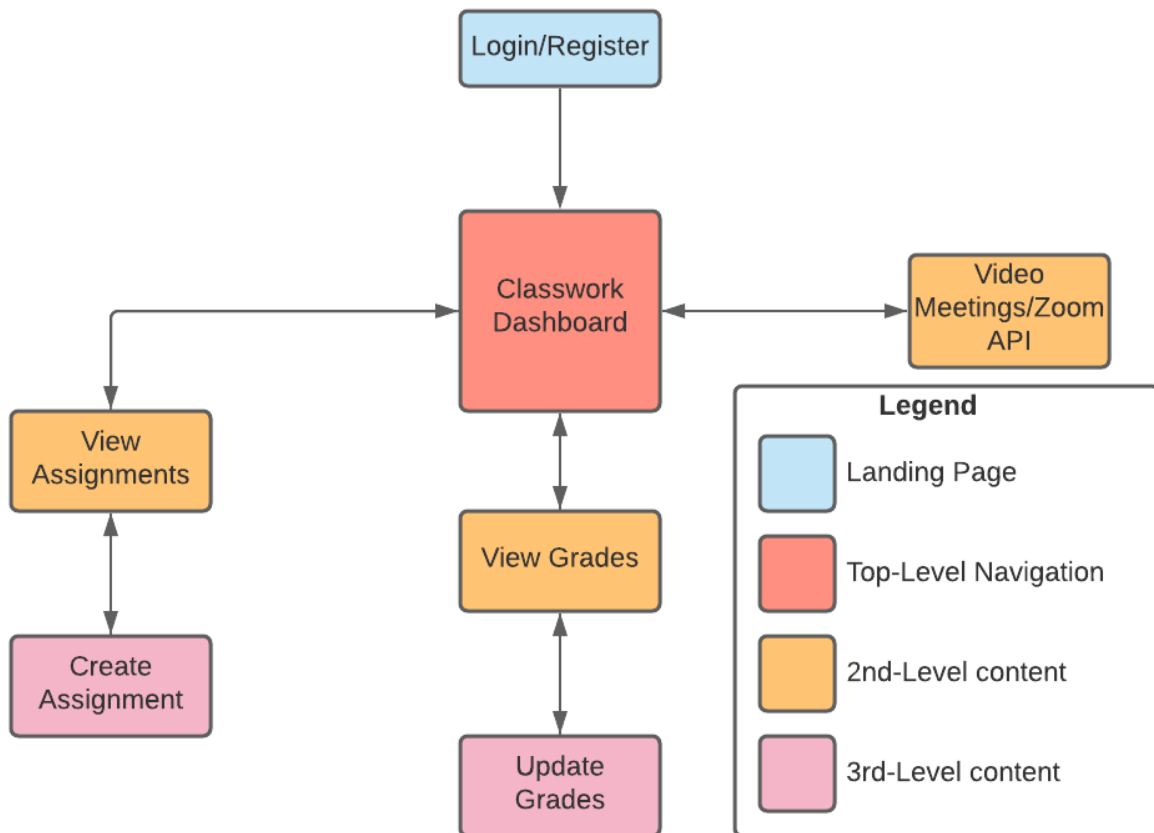 Login/Register
Classwork
Dashboard
Video
Meetings/Zoom
API
View
Assignments
View Grades
Create
Assignment
Update
Grades
Legend
Landing Page
Top-Level Navigation
2nd-Level content
3rd-Level content